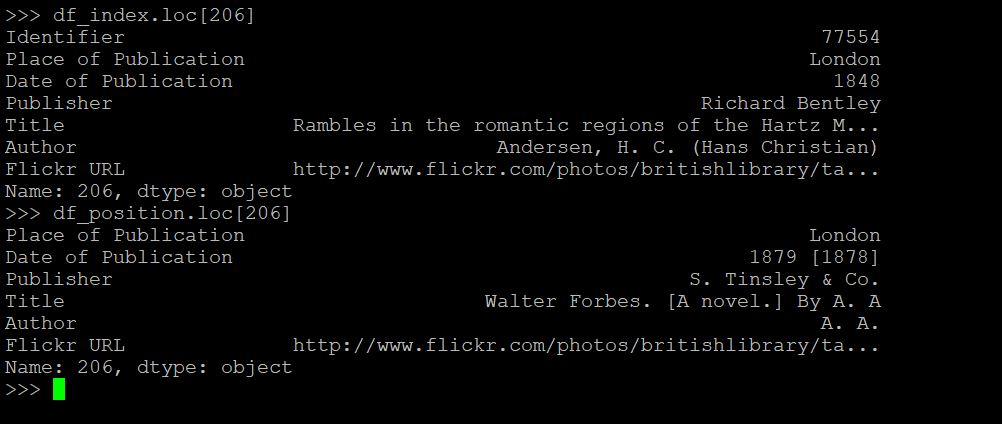 >>> df_index.loc[206]
Identifier 77554
Place of Publication London
Date of Publication 1848
Publisher Richard Bentley
Title Rambles in the romantic regions of the Hartz M...
Author Andersen, H. C. (Hans Christian)
Flickr URL http://www.flickr.com/photos/britishlibrary/ta...
Name: 206, dtype: object
>>> df_position.loc[206]
Place of Publication London
Date of Publication 1879 [1878]
Publisher S. Tinsley & Co.
Title Walter Forbes. [A novel.] By A. A
Author A. A.
Flickr URL http://www.flickr.com/photos/britishlibrary/ta...
Name: 206, dtype: object
>>>